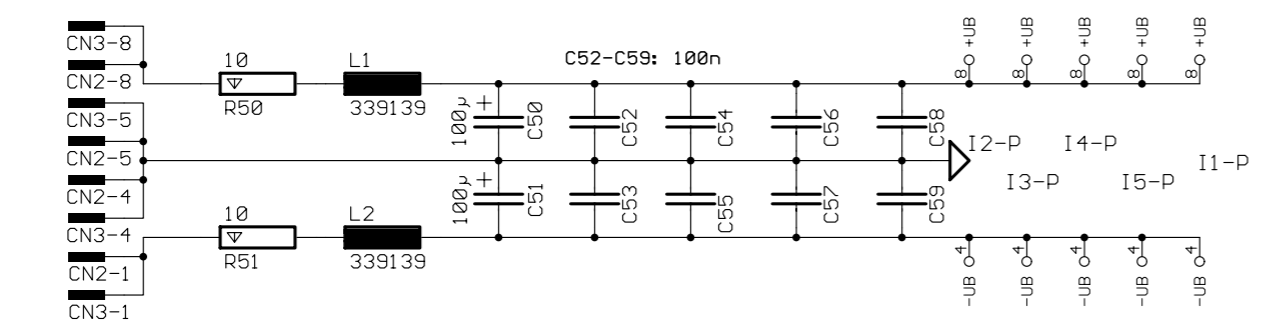 CN3-8
CN2-8
CN3-5
CN2-5
CN2-4
CN3-4
CN2-1
CN3-1
10
R50
L1
339139
10
R51
L2
339139
C52-C59: 100n
100µ
+
C50
C52
C54
C56
C58
100µ
+
C51
C53
C55
C57
C59
+UB
+UB
+UB
+UB
+UB
8
8
8
8
8
I2-P
I4-P
I1-P
I3-P
I5-P
4
4
4
4
4
-UB
-UB
-UB
-UB
-UB